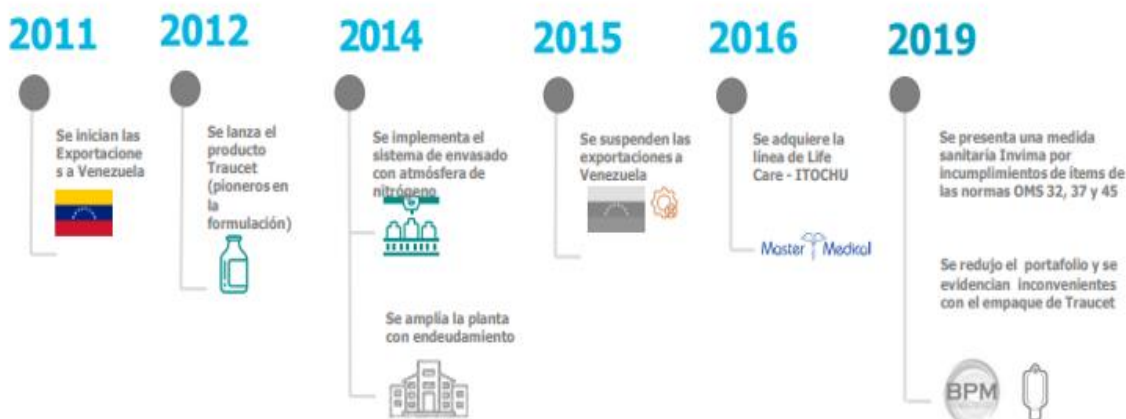 2011
Se inician las
Exportacione
s a Venezuela
2012
Se lanza el
producto
Traucet
(pioneros en
la
formulación)
2014
Se implementa el
sistema de envasado
con atmósfera de
nitrógeno
Se amplía la planta
con endeudamiento
2015
Se suspenden las
exportaciones a
Venezuela
2016
Se adquiere la
línea de Life
Care - ITOCHU
Master Medical
2019
Se presenta una medida
sanitaria Invima por
incumplimientos de ítems de
las normas OMS 32, 37 y 45
Se redujo el portafolio y se
evidencian inconvenientes
con el empaque de Traucet
BPM